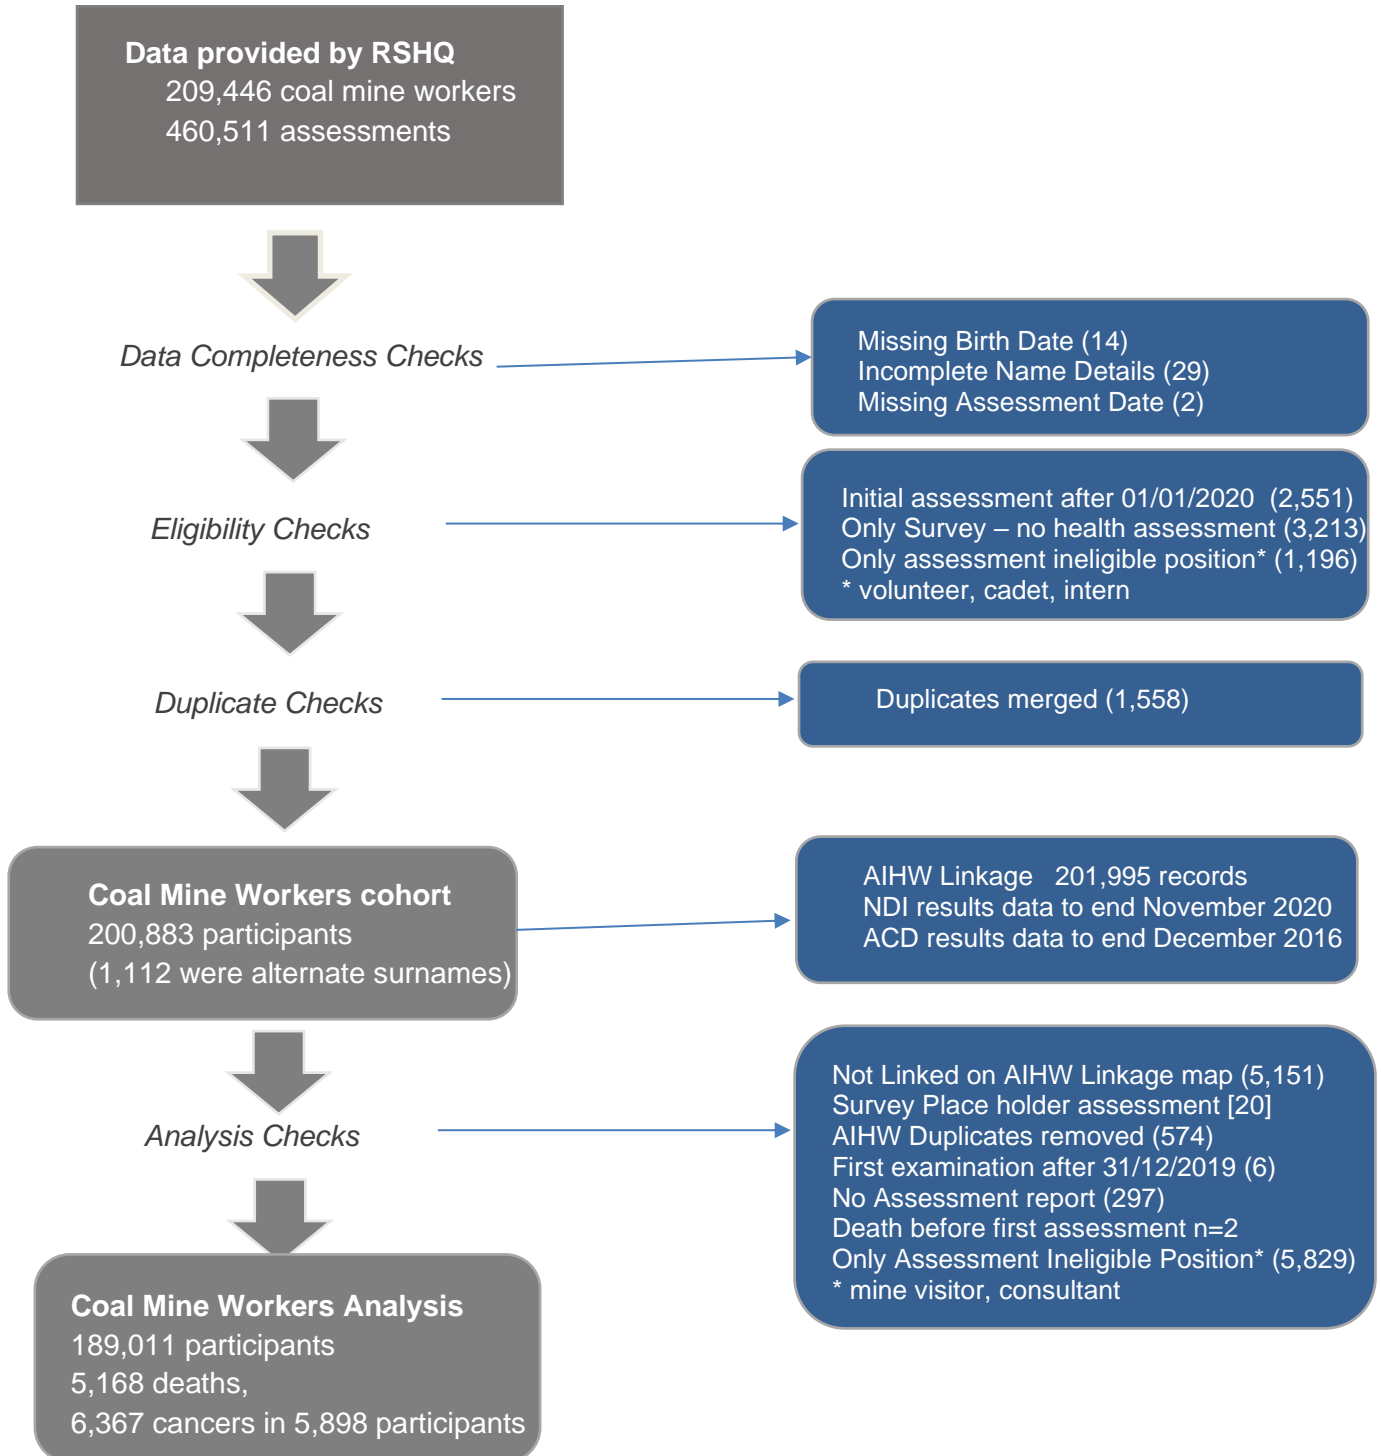 Data provided by RSHQ
209,446 coal mine workers
460,511 assessments
Data Completeness Checks
Missing Birth Date (14)
Incomplete Name Details (29)
Missing Assessment Date (2)
Eligibility Checks
Initial assessment after 01/01/2020 (2,551)
Only Survey – no health assessment (3,213)
Only assessment ineligible position* (1,196)
* volunteer, cadet, intern
Duplicate Checks
Duplicates merged (1,558)
Coal Mine Workers cohort
200,883 participants
(1,112 were alternate surnames)
AIHW Linkage 201,995 records
NDI results data to end November 2020
ACD results data to end December 2016
Analysis Checks
Not Linked on AIHW Linkage map (5,151)
Survey Place holder assessment [20]
AIHW Duplicates removed (574)
First examination after 31/12/2019 (6)
No Assessment report (297)
Death before first assessment n=2
Only Assessment Ineligible Position* (5,829)
* mine visitor, consultant
Coal Mine Workers Analysis
189,011 participants
5,168 deaths,
6,367 cancers in 5,898 participants